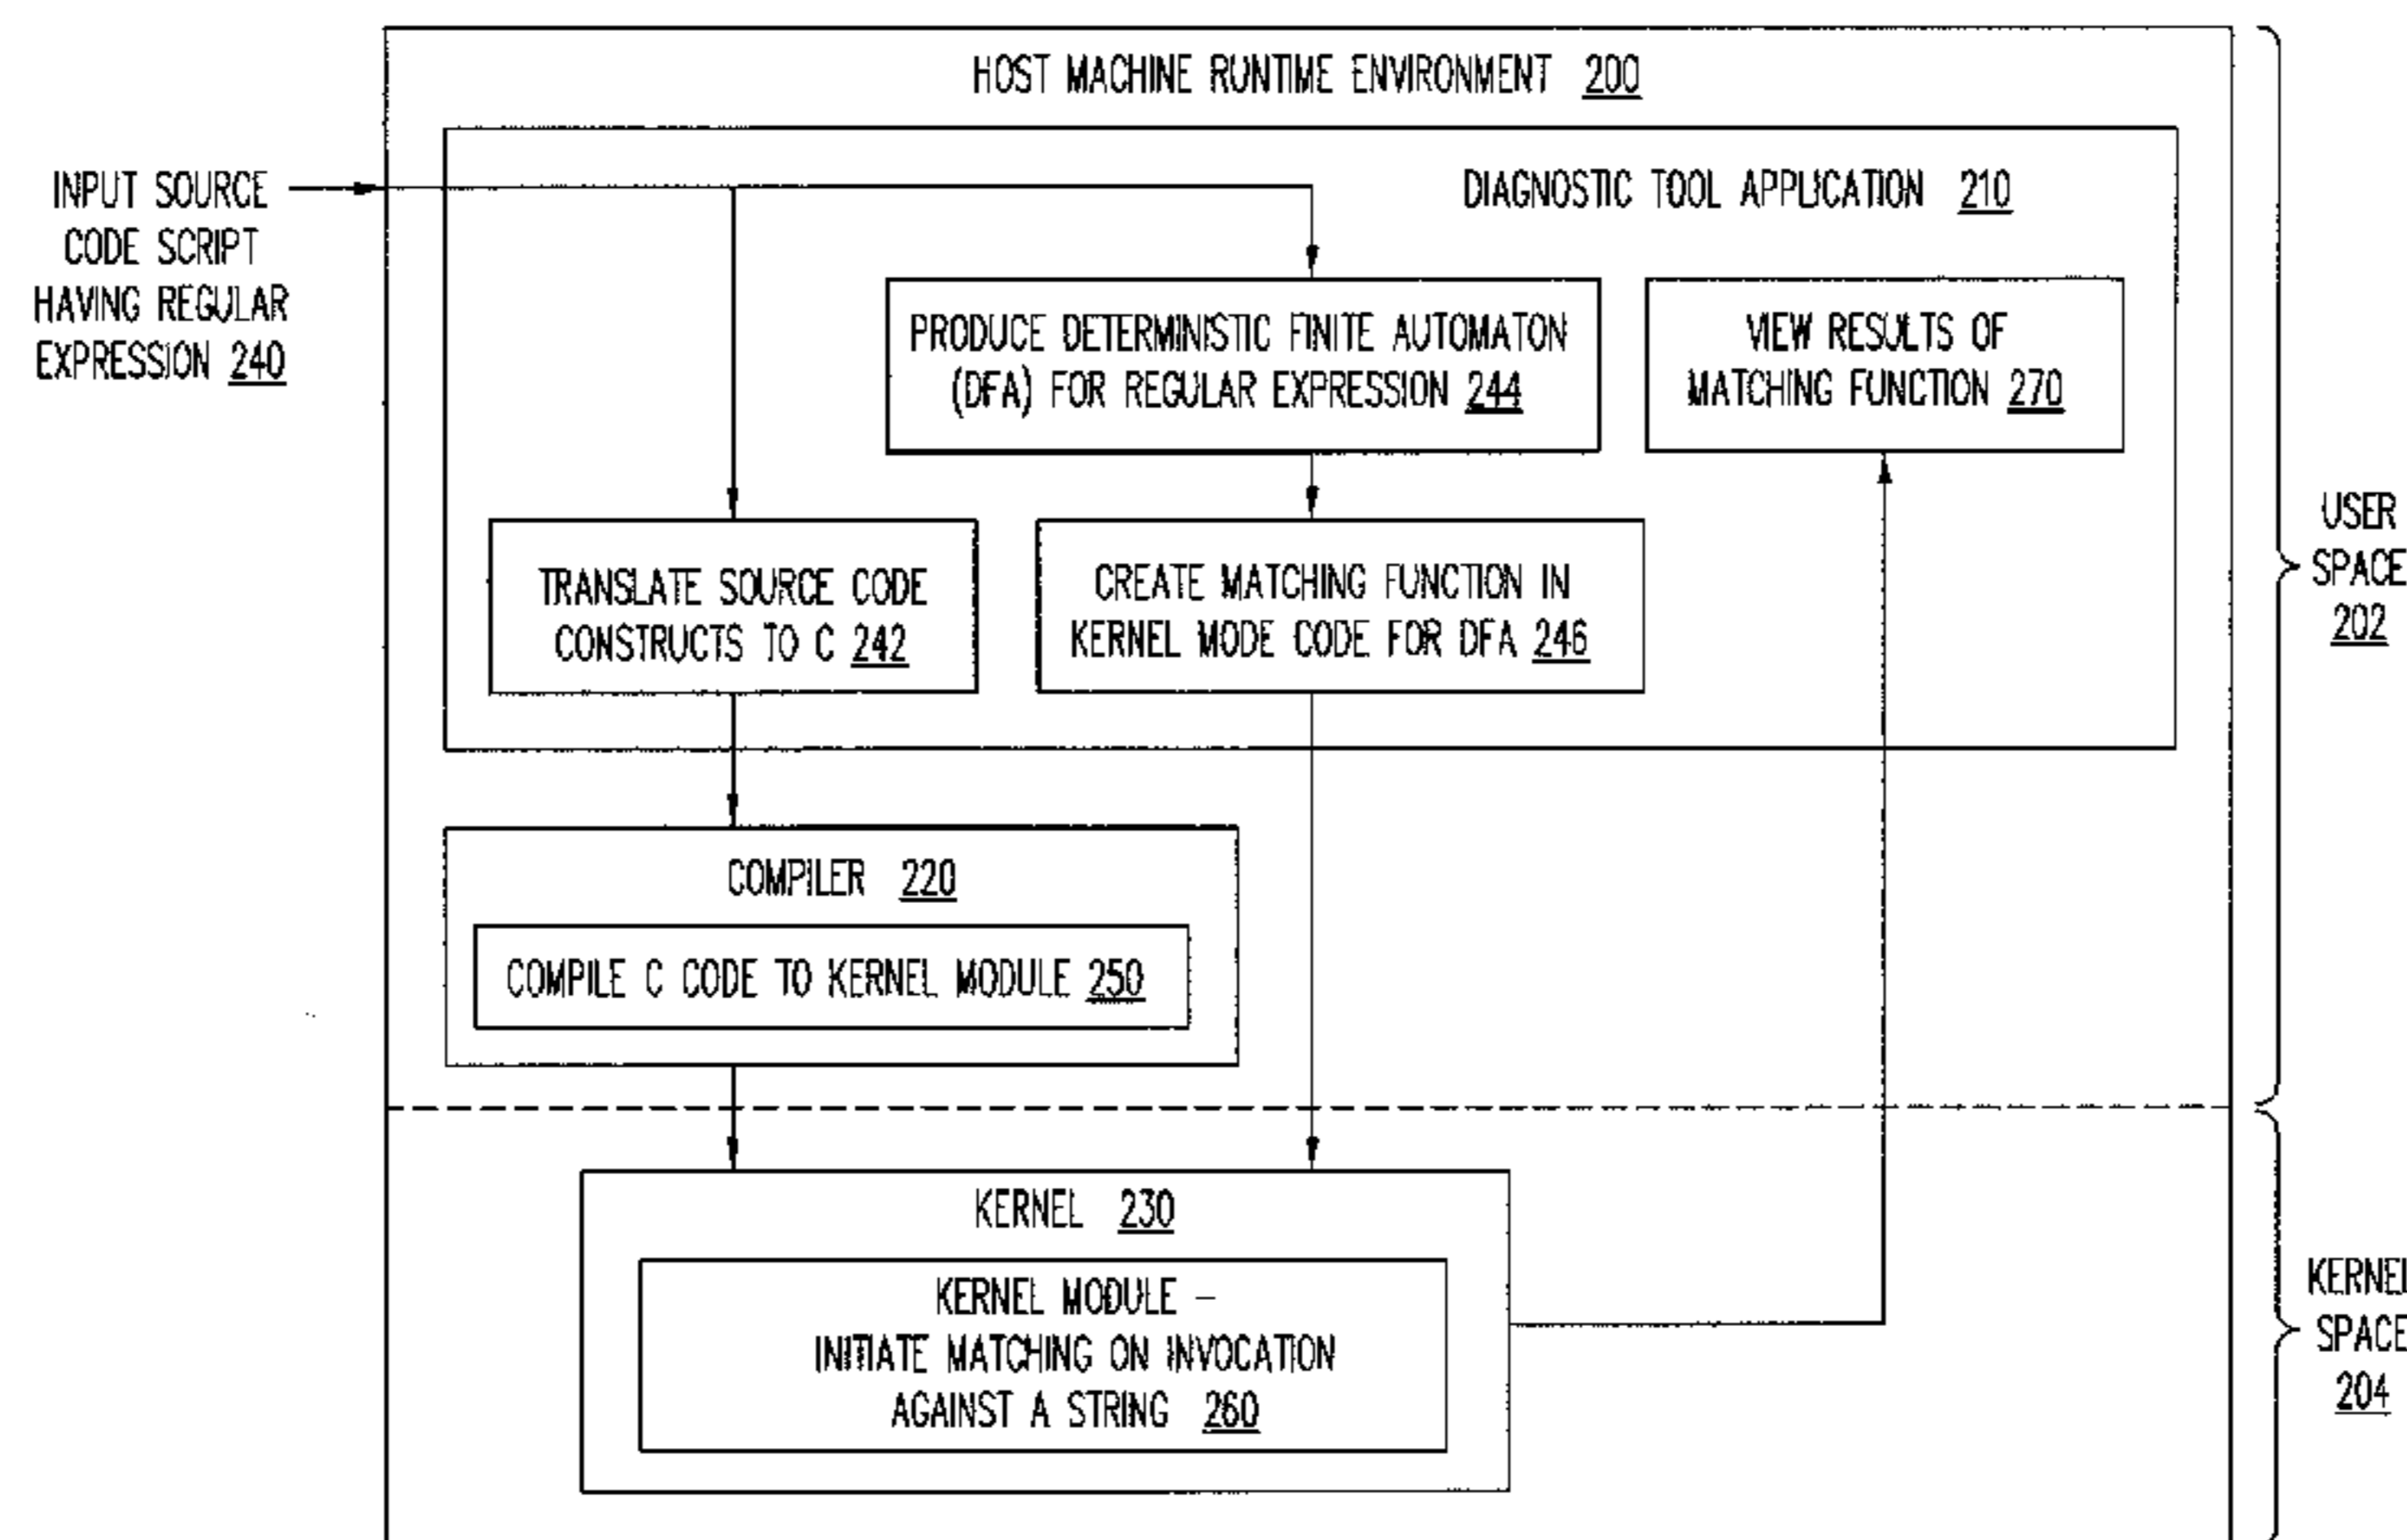 HOST MACHINE RUNTIME ENVIRONMENT 200
INPUT SOURCE
CODE SCRIPT
HAVING REGULAR
EXPRESSION 240
DIAGNOSTIC TOOL APPLICATION 210
PRODUCE DETERMINISTIC FINITE AUTOMATON
(DFA) FOR REGULAR EXPRESSION 244
VIEW RESULTS OF
MATCHING FUNCTION 270
TRANSLATE SOURCE CODE
CONSTRUCTS TO C 242
CREATE MATCHING FUNCTION IN
KERNEL MODE CODE FOR DFA 246
USER
SPACE
202
COMPILER 220
COMPILE C CODE TO KERNEL MODULE 250
KERNEL 230
KERNEL MODULE –
INITIATE MATCHING ON INVOCATION
AGAINST A STRING 260
KERNEL
SPACE
204